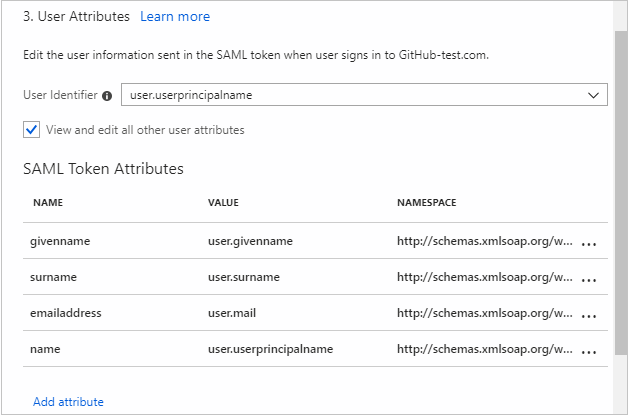 3. User Attributes Learn more
Edit the user information sent in the SAML token when user signs in to GitHub-test.com.
User Identifier user.userprincipalname
View and edit all other user attributes
SAML Token Attributes
NAME VALUE NAMESPACE
givenname user.givenname http://schemas.xmlsoap.org/w... ...
surname user.surname http://schemas.xmlsoap.org/w... ...
emailaddress user.mail http://schemas.xmlsoap.org/w... ...
name user.userprincipalname http://schemas.xmlsoap.org/w... ...
Add attribute